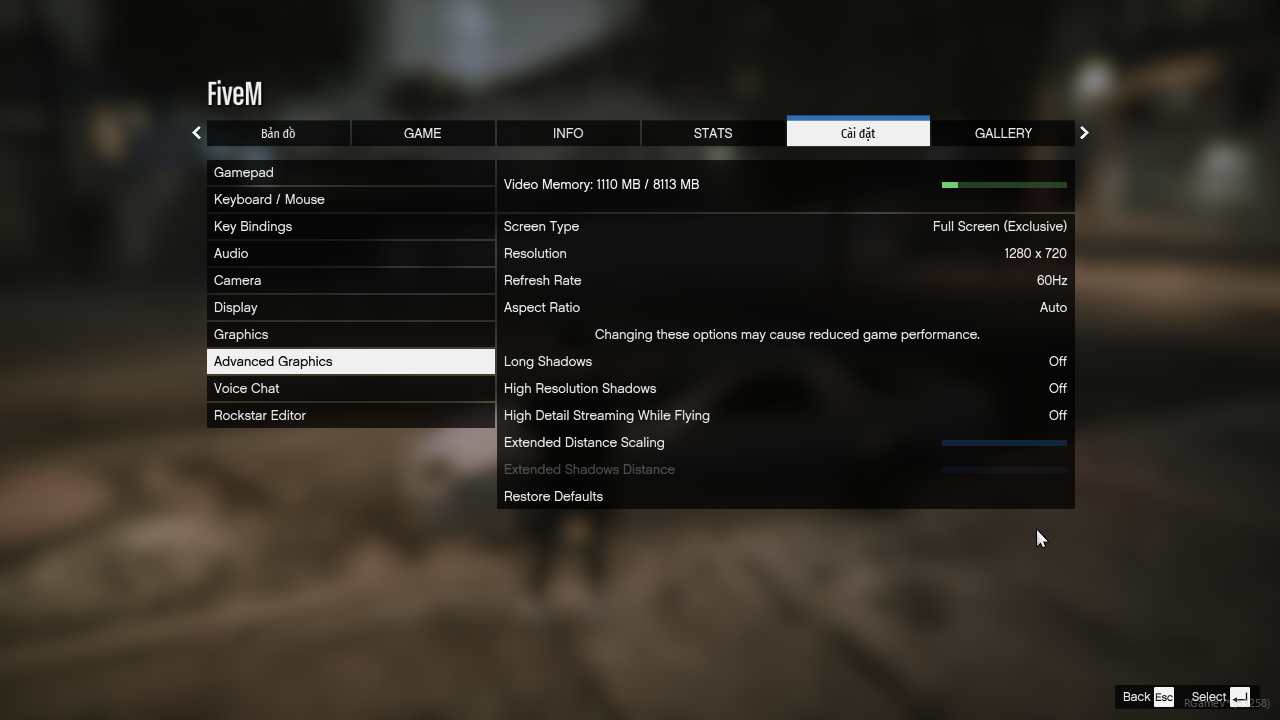 FiveM
Bản đồ
GAME
INFO
STATS
Cài đặt
GALLERY
Gamepad
Keyboard / Mouse
Key Bindings
Audio
Camera
Display
Graphics
Advanced Graphics
Voice Chat
Rockstar Editor
Video Memory: 1110 MB / 8113 MB
Screen Type Full Screen (Exclusive)
Resolution 1280 x 720
Refresh Rate 60Hz
Aspect Ratio Auto
Changing these options may cause reduced game performance.
Long Shadows Off
High Resolution Shadows Off
High Detail Streaming While Flying Off
Extended Distance Scaling
Extended Shadows Distance
Restore Defaults
Back Esc Select